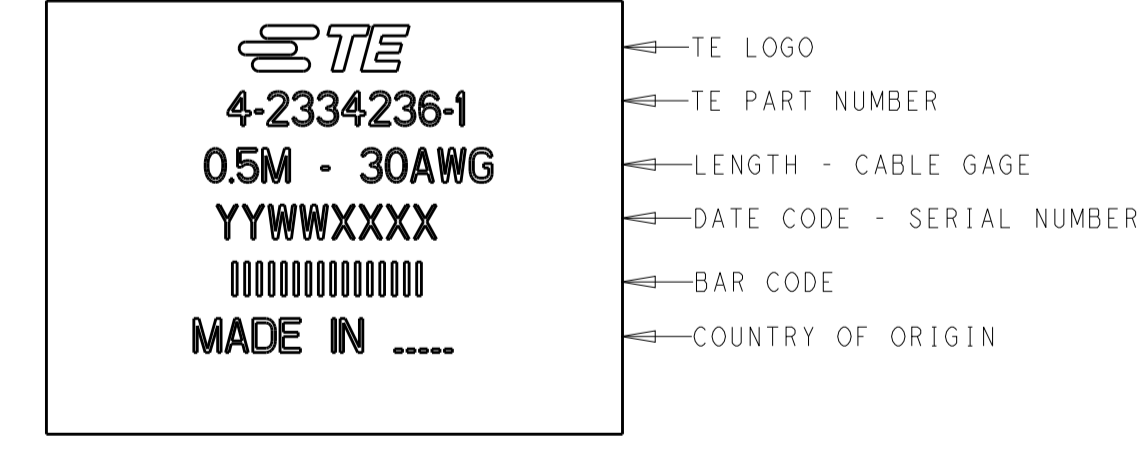 TE TE LOGO
4-2334236-1 TE PART NUMBER
0.5M - 30AWG LENGTH - CABLE GAGE
YYWWXXXX DATE CODE - SERIAL NUMBER
BAR CODE
MADE IN _____ COUNTRY OF ORIGIN